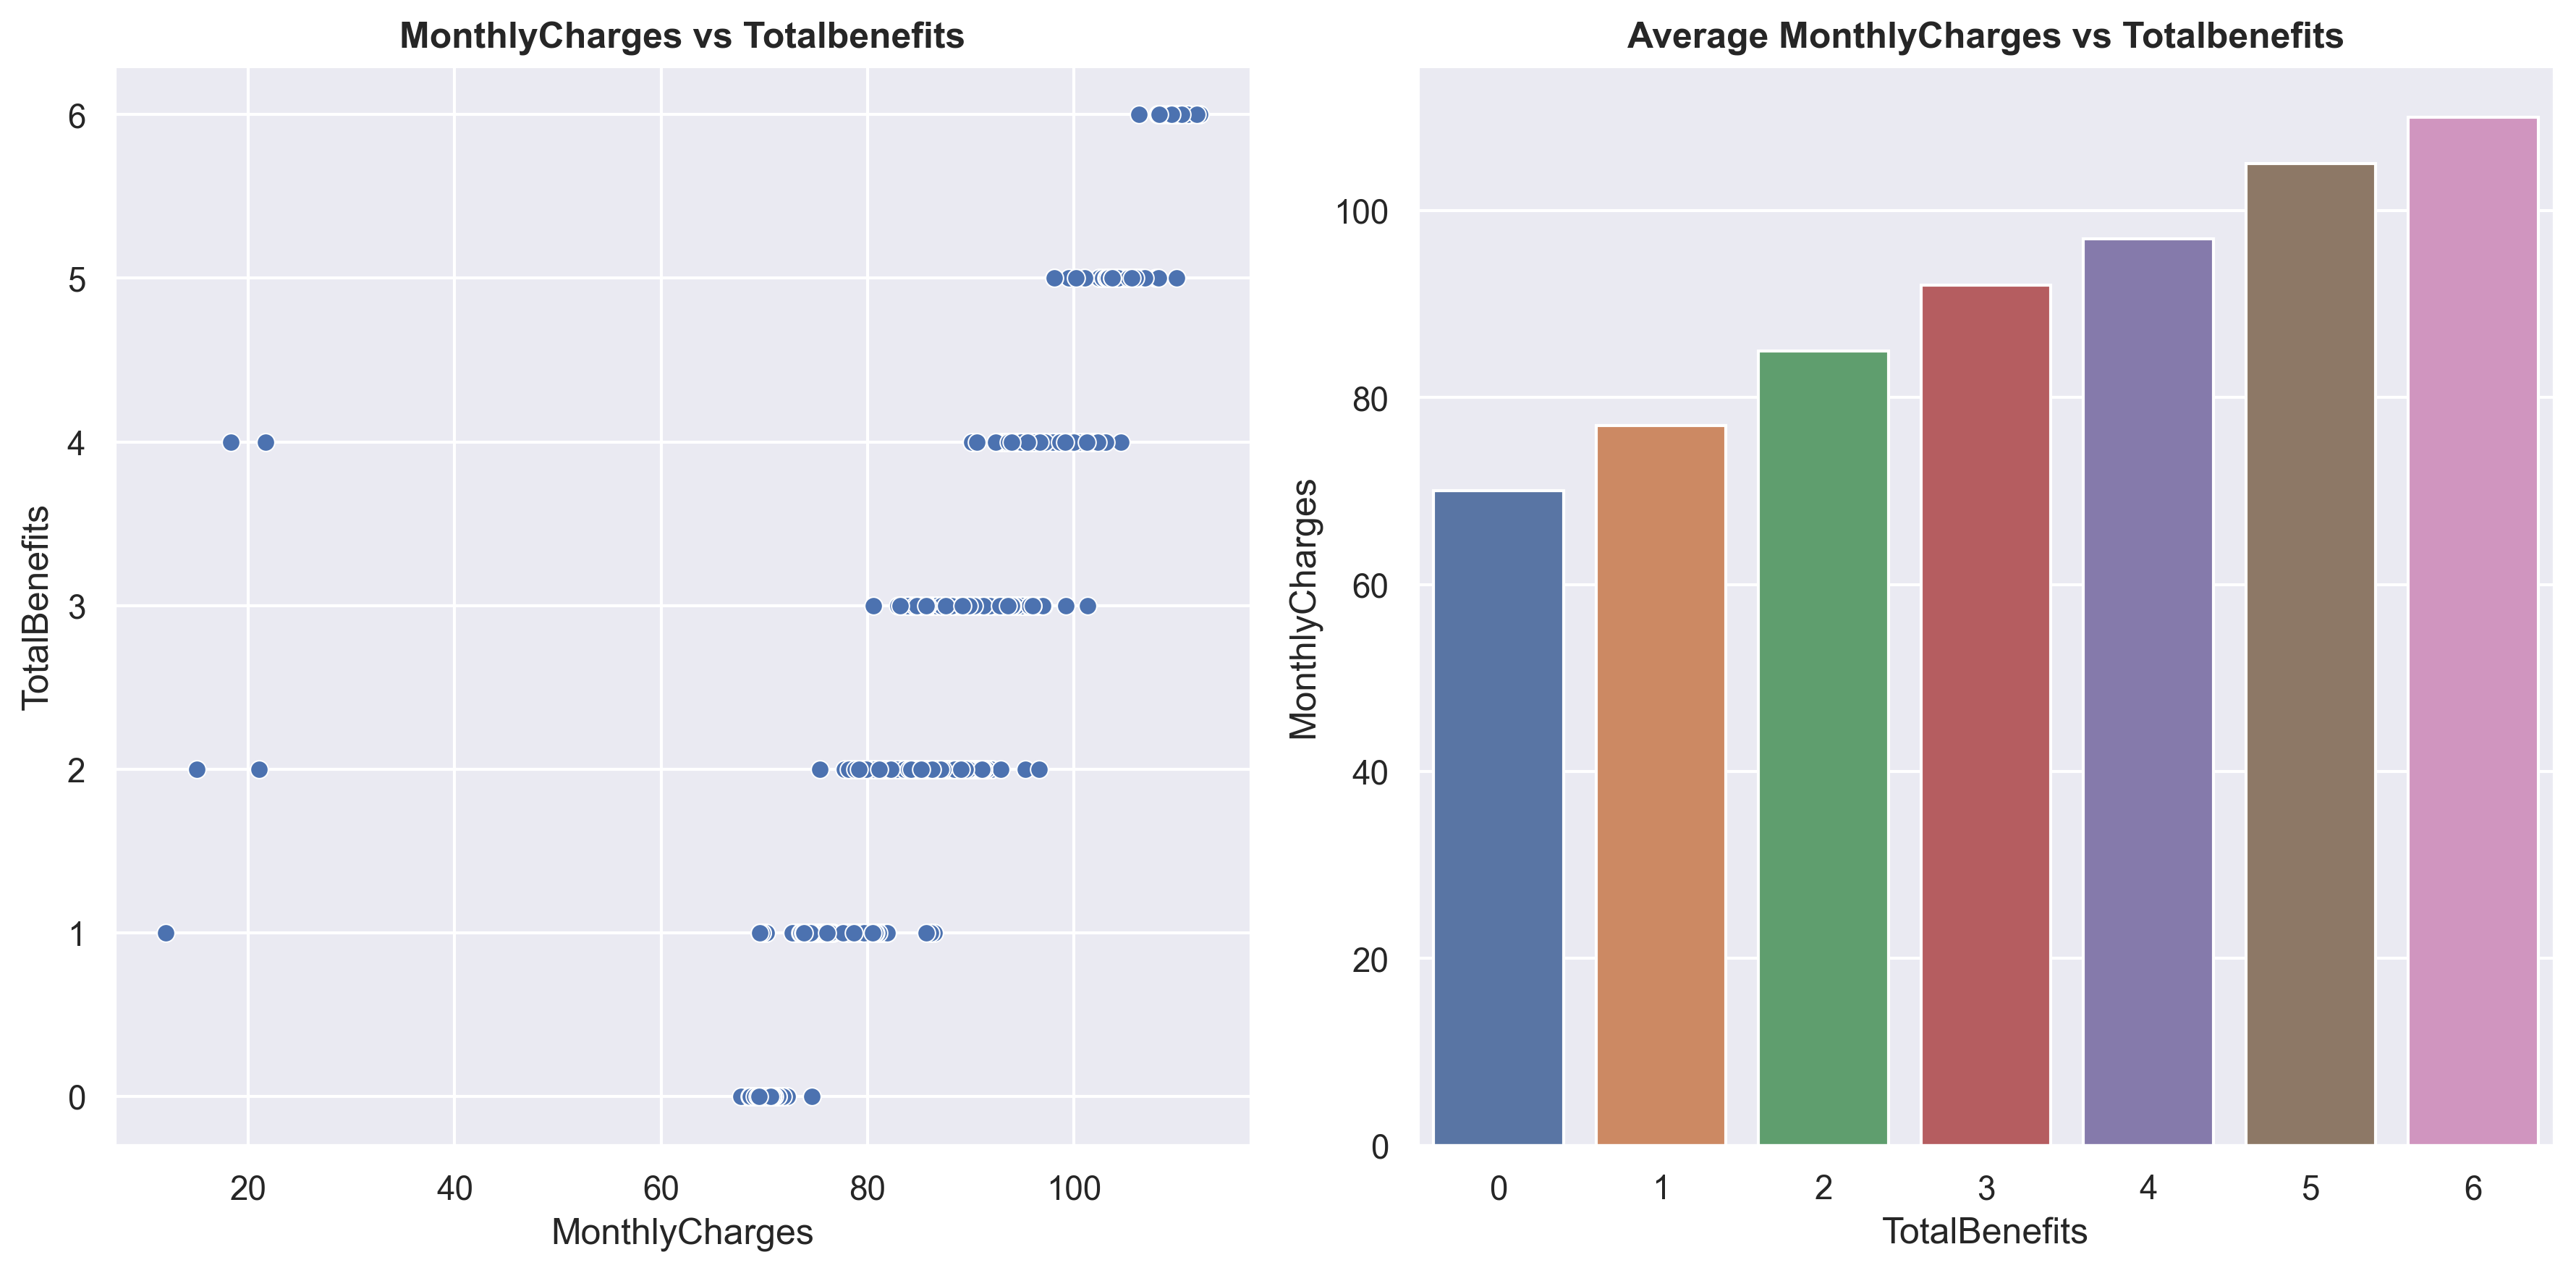 MonthlyCharges vs Totalbenefits
6
5
4
3
2
1
0
TotalBenefits
20 40 60 80 100
MonthlyCharges
Average MonthlyCharges vs Totalbenefits
100
80
60
40
20
0
MonthlyCharges
0 1 2 3 4 5 6
TotalBenefits